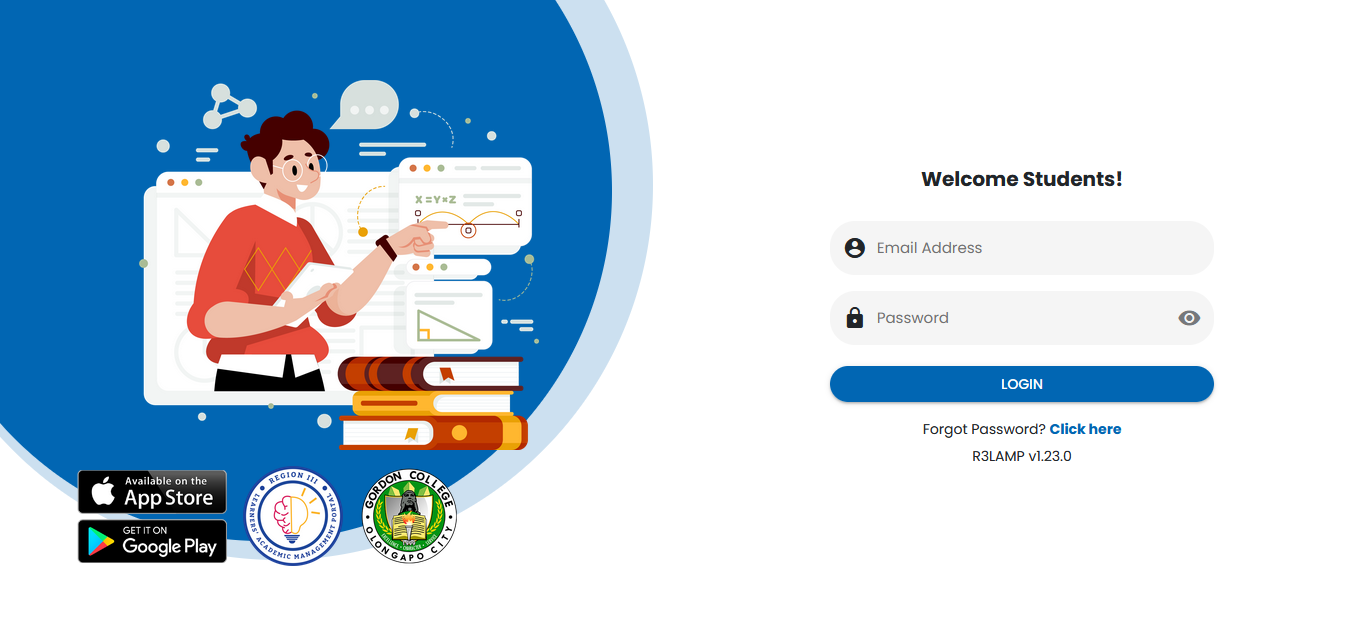 X=Y×Z
Available on the
App Store
GET IT ON
Google Play
REGION III
LEARNERS' ACADEMIC MANAGEMENT PORTAL
GORDON COLLEGE
OLONGAPO CITY
Welcome Students!
Email Address
Password
LOGIN
Forgot Password? Click here
R3LAMP v1.23.0